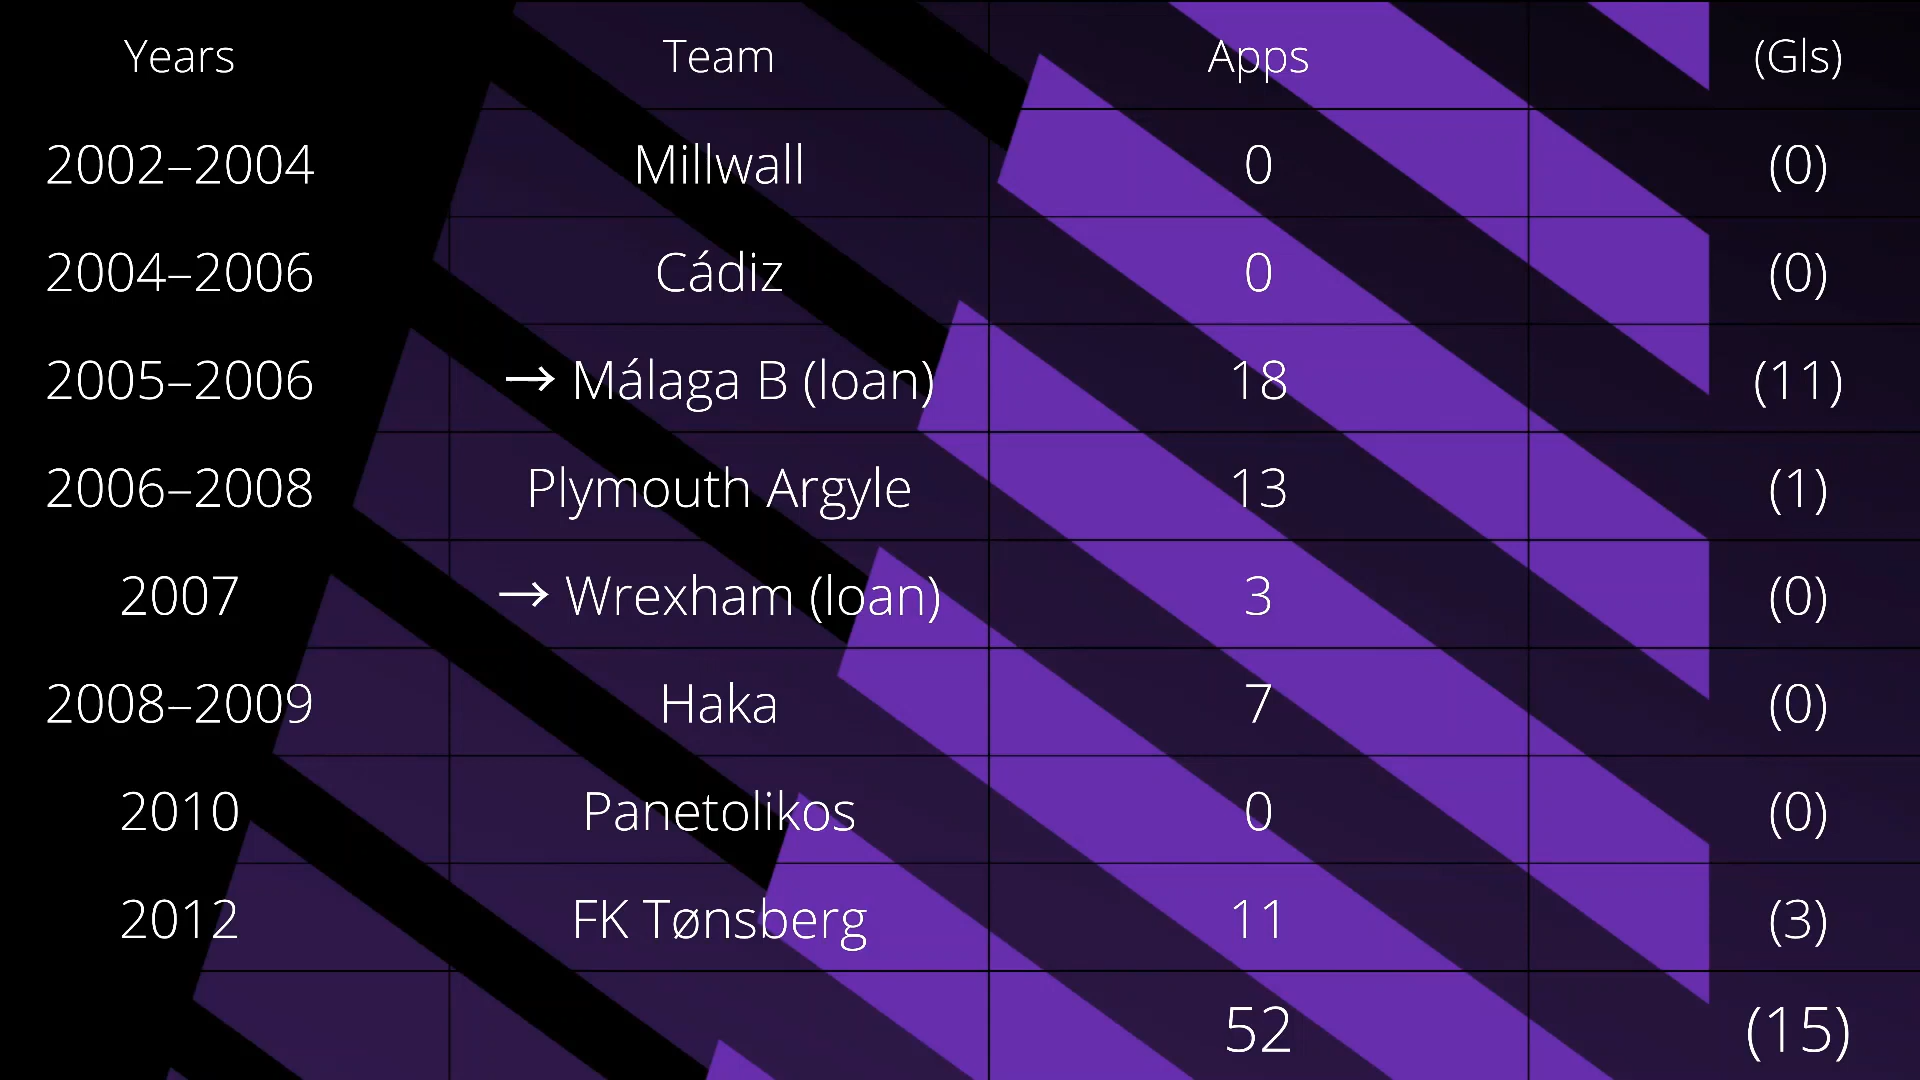 Years Team Apps (Gls)
2002–2004 Millwall 0 (0)
2004–2006 Cádiz 0 (0)
2005–2006 → Málaga B (loan) 18 (11)
2006–2008 Plymouth Argyle 13 (1)
2007 → Wrexham (loan) 3 (0)
2008–2009 Haka 7 (0)
2010 Panetolikos 0 (0)
2012 FK Tønsberg 11 (3)
52 (15)